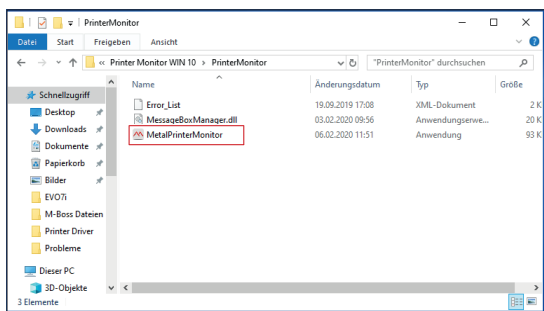 PrinterMonitor
Datei Start Freigeben Ansicht
« Printer Monitor WIN 10 > PrinterMonitor
"PrinterMonitor" durchsuchen
Name Änderungsdatum Typ Größe
Schnellzugriff
Desktop
Downloads
Dokumente
Papierkorb
Bilder
EVO7i
M-Boss Dateien
Printer Driver
Probleme
Dieser PC
3D-Objekte
Error_List 19.09.2019 17:08 XML-Dokument 2 K
MessageBoxManager.dll 03.02.2020 09:56 Anwendungserwe... 20 K
MetalPrinterMonitor 06.02.2020 11:51 Anwendung 93 K
3 Elemente